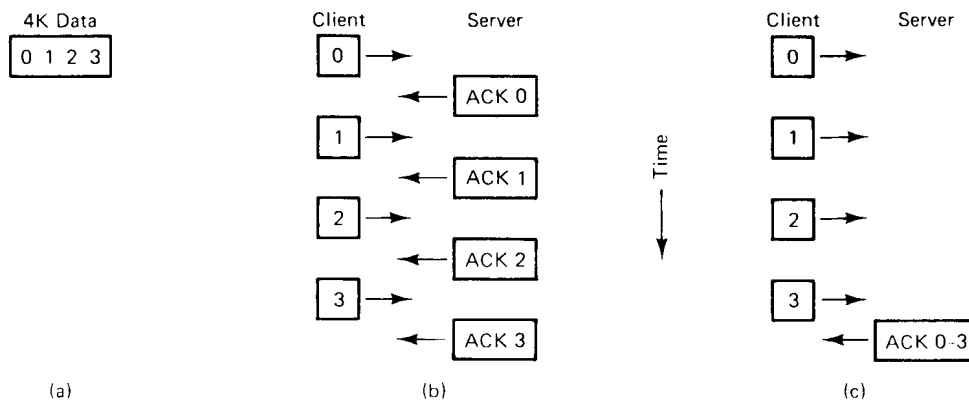 4K Data
0 1 2 3
(a)
Client Server
0
ACK 0
1
ACK 1
2
ACK 2
3
ACK 3
(b)
Time
Client Server
0
1
2
3
ACK 0-3
(c)